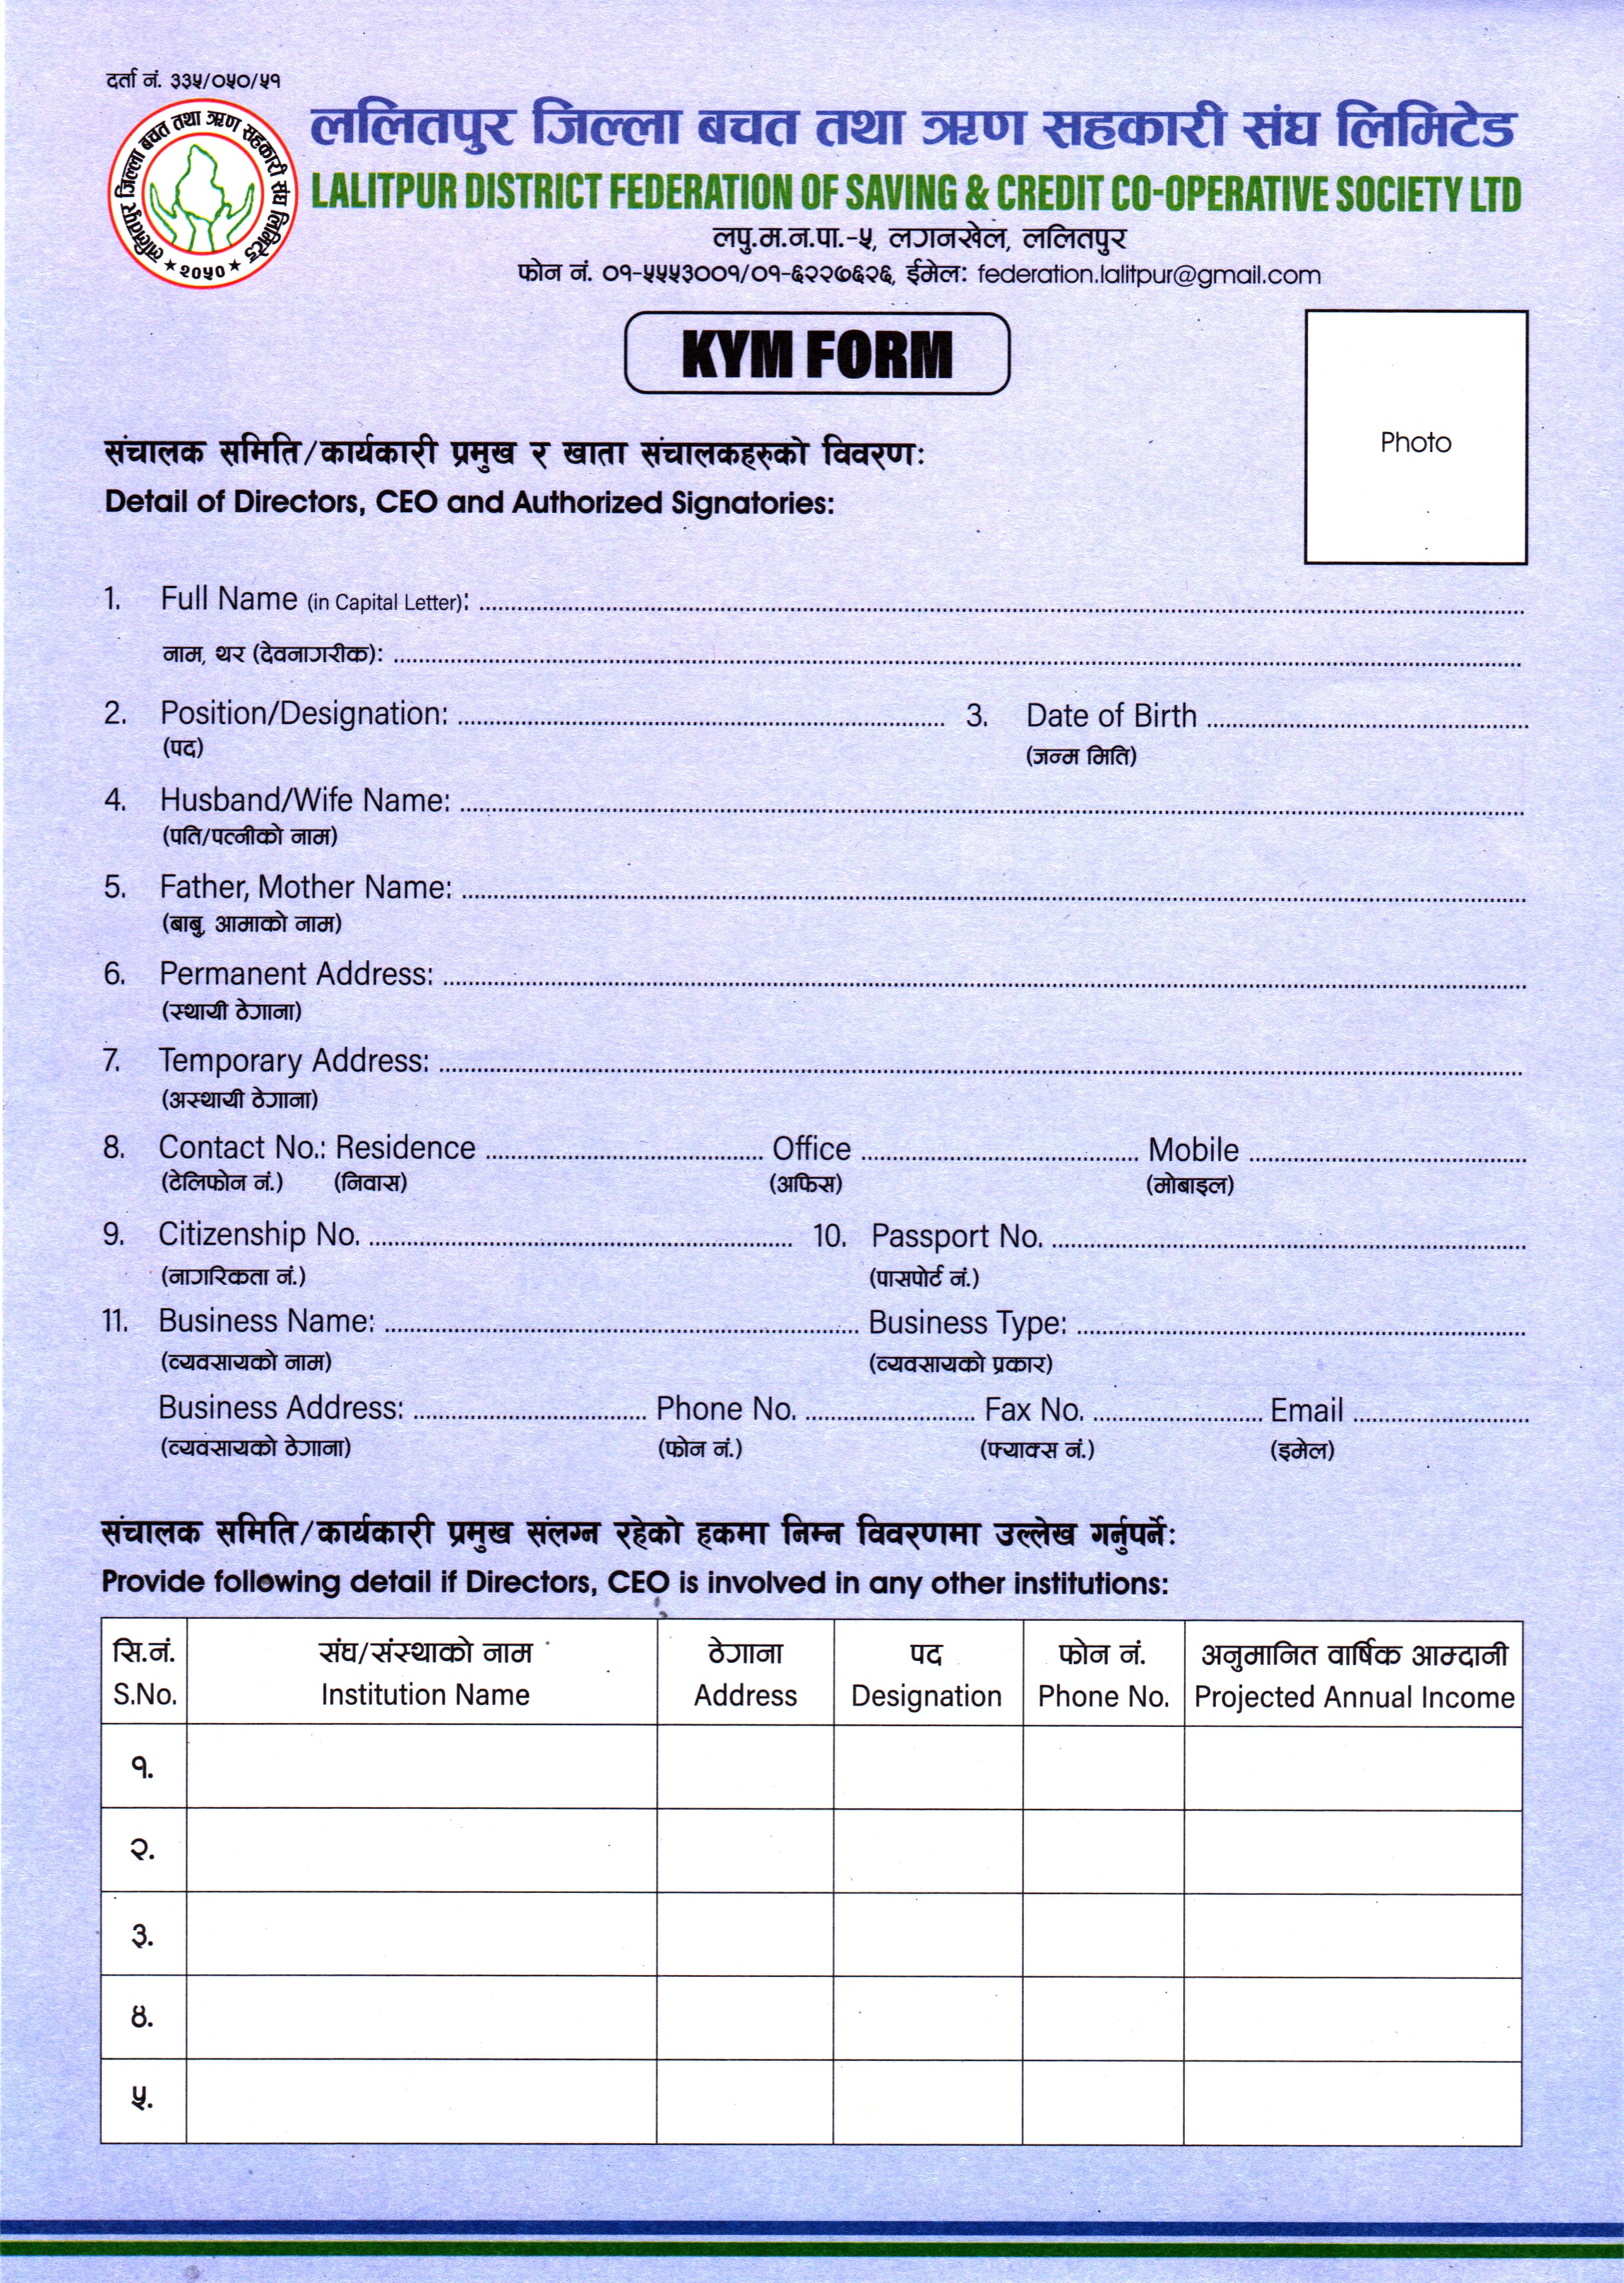 दर्ता नं. ३३५/०५०/५१
ललितपुर जिल्ला बचत तथा ऋण सहकारी संघ लिमिटेड
२०५०
ललितपुर जिल्ला बचत तथा ऋण सहकारी संघ लिमिटेड
LALITPUR DISTRICT FEDERATION OF SAVING & CREDIT CO-OPERATIVE SOCIETY LTD
लपु.म.न.पा.-५, लगनखेल, ललितपुर
फोन नं. ०१-५५५३००१/०१-६२२७६२६, ईमेल: federation.lalitpur@gmail.com
KYM FORM
Photo
संचालक समिति/कार्यकारी प्रमुख र खाता संचालकहरुको विवरण:
Detail of Directors, CEO and Authorized Signatories:
1. Full Name (in Capital Letter):
नाम, थर (देवनागरीक):
2. Position/Designation: 3. Date of Birth
(पद) (जन्म मिति)
4. Husband/Wife Name:
(पति/पत्नीको नाम)
5. Father, Mother Name:
(बाबु, आमाको नाम)
6. Permanent Address:
(स्थायी ठेगाना)
7. Temporary Address:
(अस्थायी ठेगाना)
8. Contact No.: Residence Office Mobile
(टेलिफोन नं.) (निवास) (अफिस) (मोबाइल)
9. Citizenship No. 10. Passport No.
(नागरिकता नं.) (पासपोर्ट नं.)
11. Business Name: Business Type:
(व्यवसायको नाम) (व्यवसायको प्रकार)
Business Address: Phone No. Fax No. Email
(व्यवसायको ठेगाना) (फोन नं.) (फ्याक्स नं.) (इमेल)
संचालक समिति/कार्यकारी प्रमुख संलग्न रहेको हकमा निम्न विवरणमा उल्लेख गर्नुपर्ने:
Provide following detail if Directors, CEO is involved in any other institutions:
सि.नं. संघ/संस्थाको नाम ठेगाना पद फोन नं. अनुमानित वार्षिक आम्दानी
S.No. Institution Name Address Designation Phone No. Projected Annual Income
१.
२.
३.
४.
५.